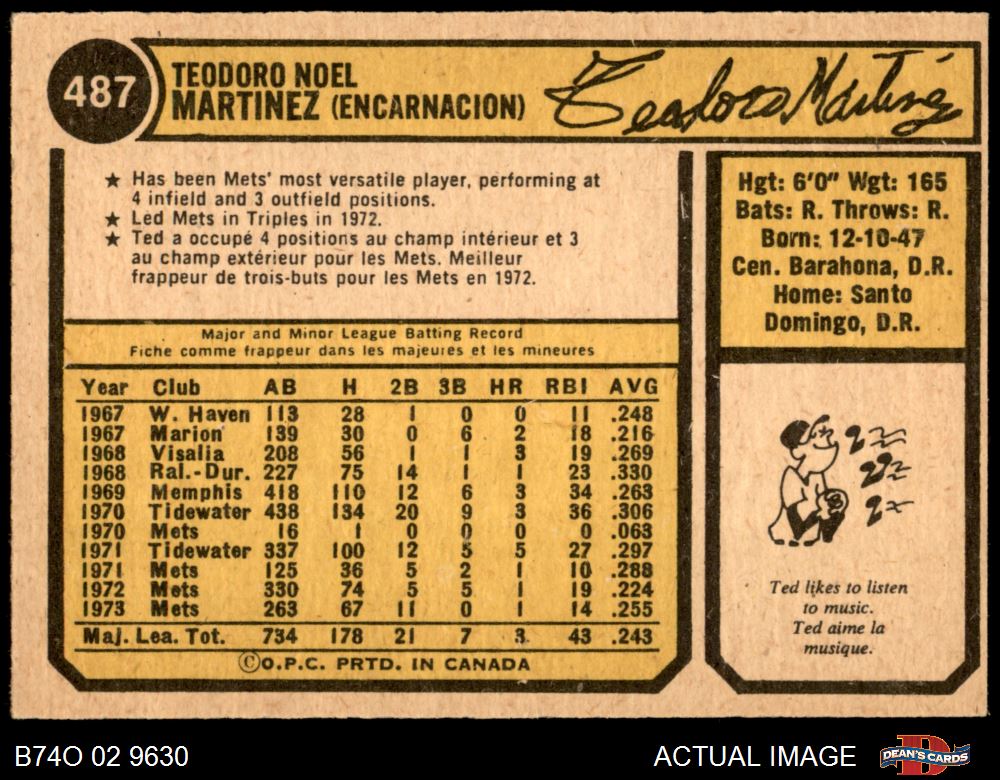 487
TEODORO NOEL
MARTINEZ (ENCARNACION)
Teodoro Martinez
★ Has been Mets' most versatile player, performing at
4 infield and 3 outfield positions.
★ Led Mets in Triples in 1972.
★ Ted a occupé 4 positions au champ intérieur et 3
au champ extérieur pour les Mets. Meilleur
frappeur de trois-buts pour les Mets en 1972.
Hgt: 6'0" Wgt: 165
Bats: R. Throws: R.
Born: 12-10-47
Cen. Barahona, D.R.
Home: Santo
Domingo, D.R.
Major and Minor League Batting Record
Fiche comme frappeur dans les majeures et les mineures
Year Club AB H 2B 3B HR RBI AVG
1967 W. Haven 113 28 1 0 0 11 .248
1967 Marion 139 30 0 6 2 18 .216
1968 Visalia 208 56 1 1 3 19 .269
1968 Ral.-Dur. 227 75 14 1 1 23 .330
1969 Memphis 418 110 12 6 3 34 .263
1970 Tidewater 438 134 20 9 3 36 .306
1970 Mets 16 1 0 0 0 0 .063
1971 Tidewater 337 100 12 5 5 27 .297
1971 Mets 125 36 5 2 1 10 .288
1972 Mets 330 74 5 5 1 19 .224
1973 Mets 263 67 11 0 1 14 .255
Maj. Lea. Tot. 734 178 21 7 3 43 .243
©O.P.C. PRTD. IN CANADA
Ted likes to listen
to music.
Ted aime la
musique.
B74O 02 9630
ACTUAL IMAGE
DEAN'S CARDS